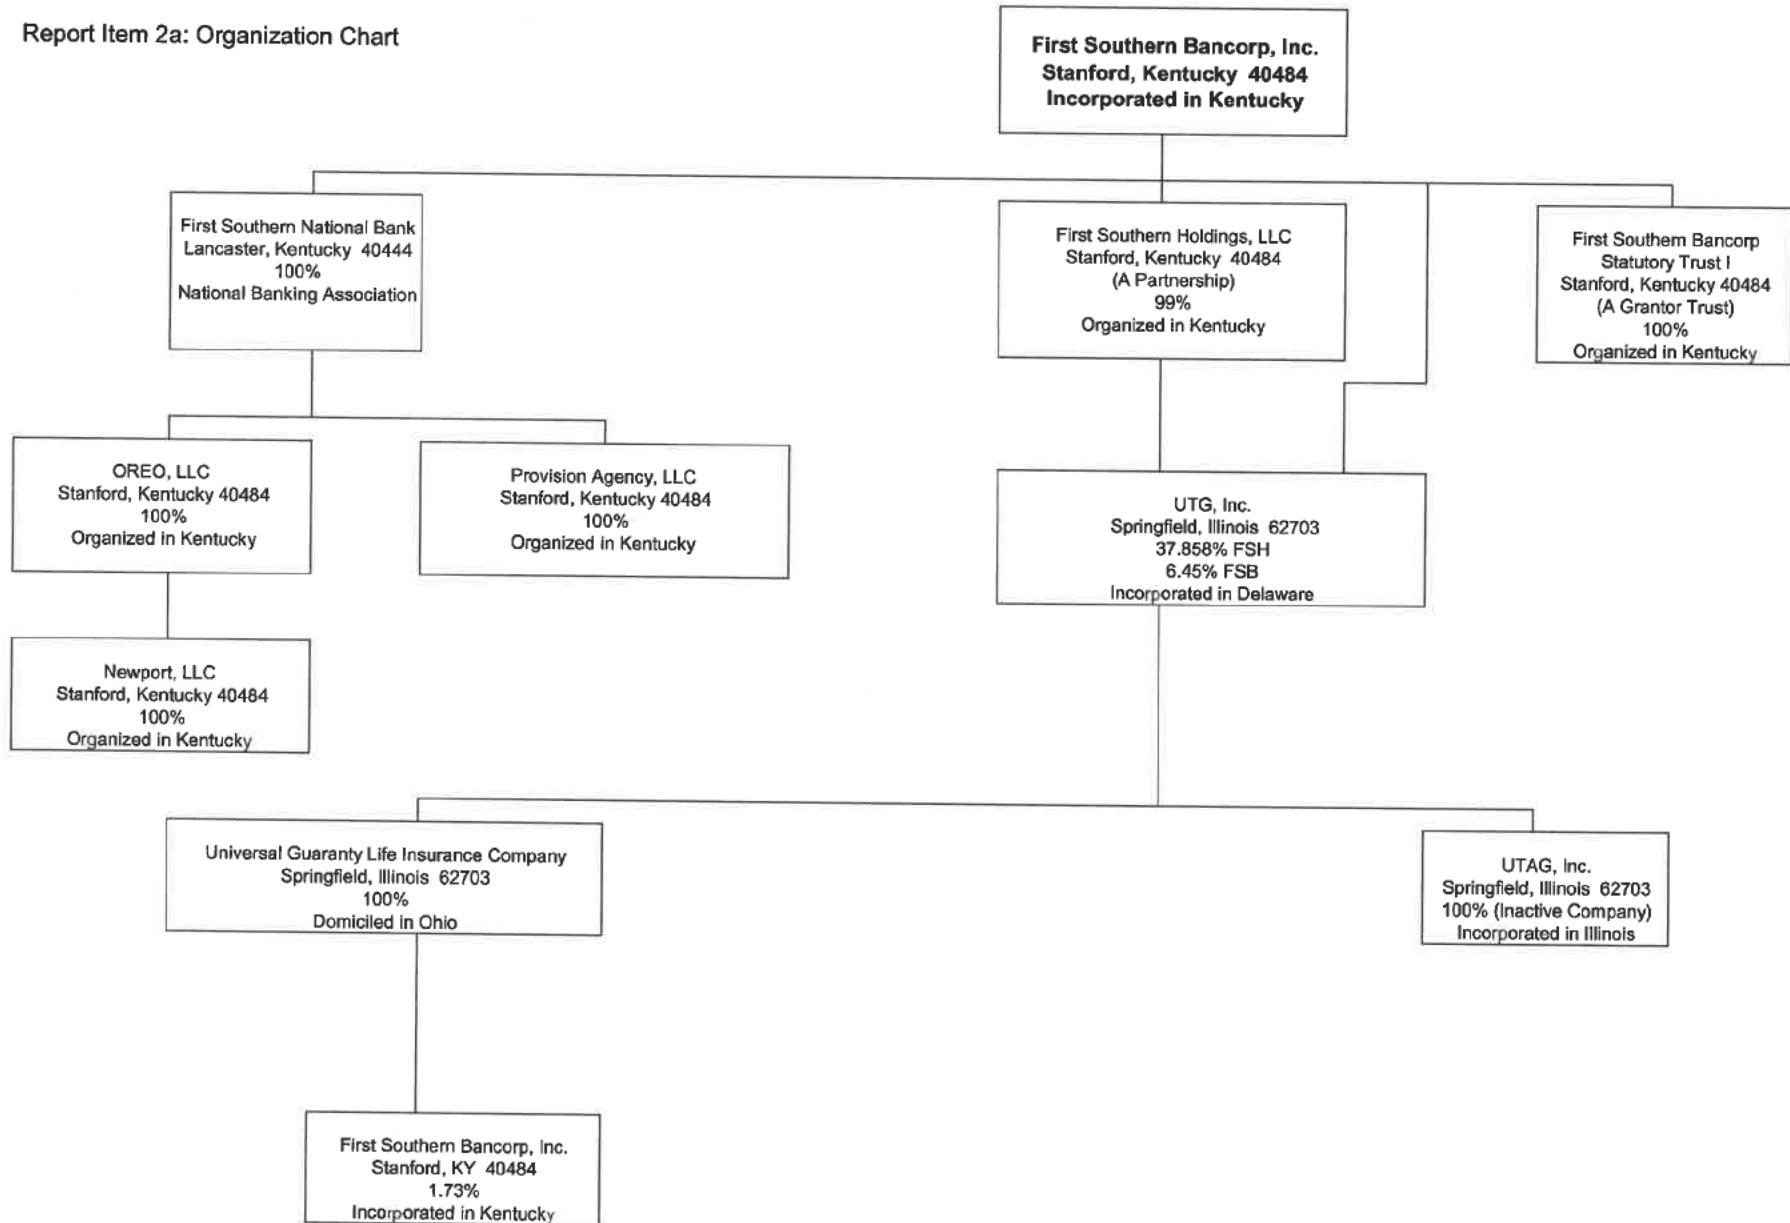 Report Item 2a: Organization Chart
First Southern Bancorp, Inc.
Stanford, Kentucky 40484
Incorporated in Kentucky
First Southern National Bank
Lancaster, Kentucky 40444
100%
National Banking Association
First Southern Holdings, LLC
Stanford, Kentucky 40484
(A Partnership)
99%
Organized in Kentucky
First Southern Bancorp
Statutory Trust I
Stanford, Kentucky 40484
(A Grantor Trust)
100%
Organized in Kentucky
OREO, LLC
Stanford, Kentucky 40484
100%
Organized in Kentucky
Provision Agency, LLC
Stanford, Kentucky 40484
100%
Organized in Kentucky
UTG, Inc.
Springfield, Illinois 62703
37.858% FSH
6.45% FSB
Incorporated in Delaware
Newport, LLC
Stanford, Kentucky 40484
100%
Organized in Kentucky
Universal Guaranty Life Insurance Company
Springfield, Illinois 62703
100%
Domiciled in Ohio
UTAG, Inc.
Springfield, Illinois 62703
100% (Inactive Company)
Incorporated in Illinois
First Southern Bancorp, Inc.
Stanford, KY 40484
1.73%
Incorporated in Kentucky